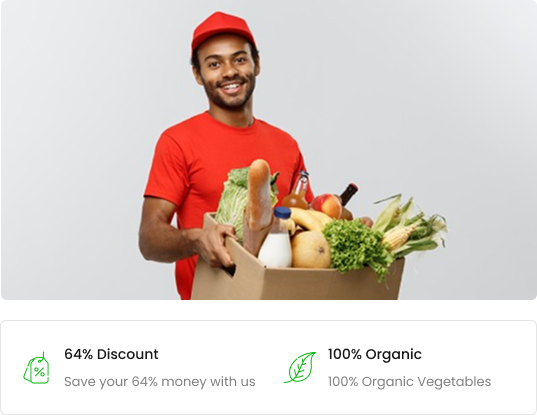 64% Discount
Save your 64% money with us
100% Organic
100% Organic Vegetables